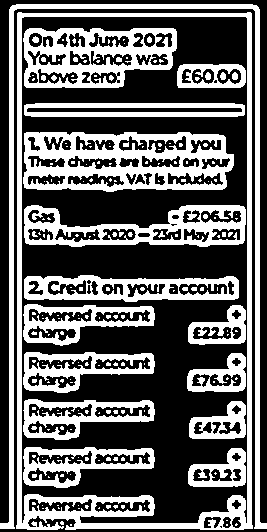 On 4th June 2021
Your balance was
above zero: £60.00
1. We have charged you
These charges are based on your
meter readings. VAT is included.
Gas - £206.58
13th August 2020 – 23rd May 2021
2. Credit on your account
Reversed account +
charge £22.89
Reversed account +
charge £76.99
Reversed account +
charge £47.34
Reversed account +
charge £39.23
Reversed account +
charge £7.86